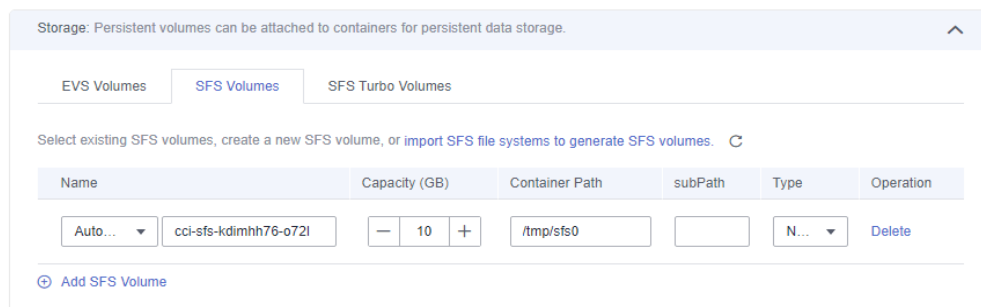 Storage: Persistent volumes can be attached to containers for persistent data storage.
EVS Volumes SFS Volumes SFS Turbo Volumes
Select existing SFS volumes, create a new SFS volume, or import SFS file systems to generate SFS volumes.
Name Capacity (GB) Container Path subPath Type Operation
Auto... cci-sfs-kdimhh76-o72l 10 /tmp/sfs0 N... Delete
Add SFS Volume